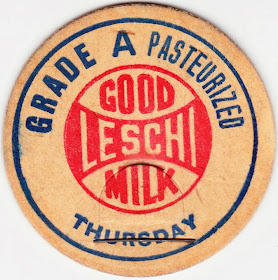 GRADE A PASTEURIZED
GOOD
LESCHI
MILK
THURSDAY